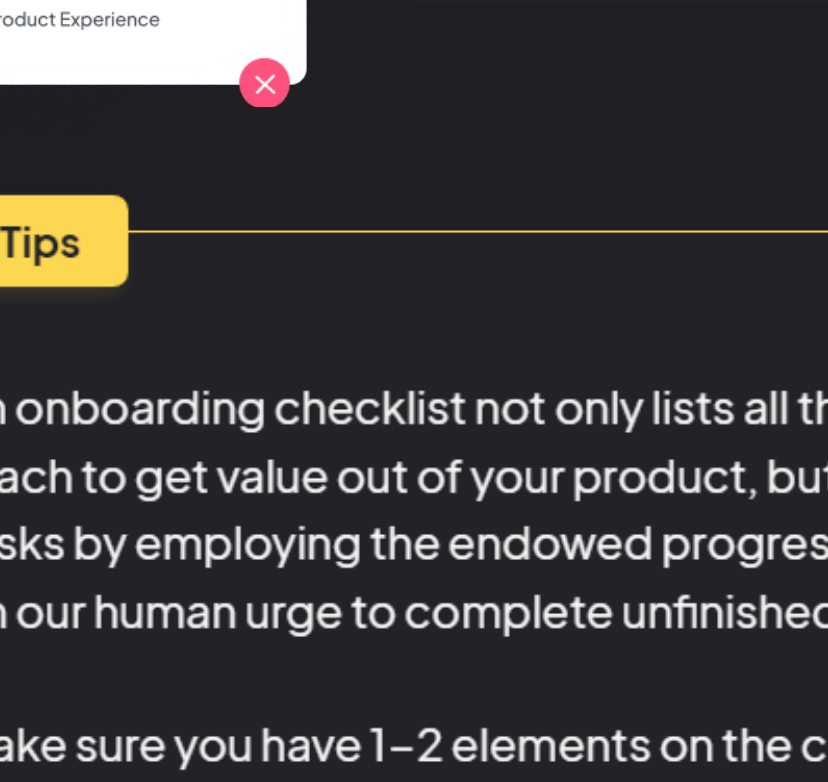 roduct Experience
Tips
onboarding checklist not only lists all th
ach to get value out of your product, but
sks by employing the endowed progres
our human urge to complete unfinished
ake sure you have 1–2 elements on the c